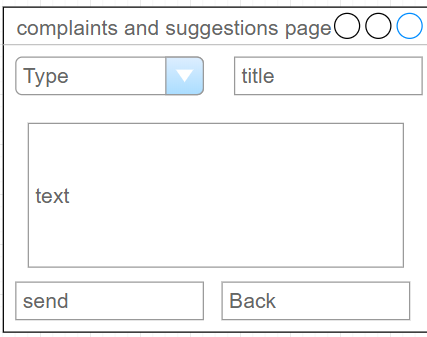 complaints and suggestions page
Type
title
text
send
Back